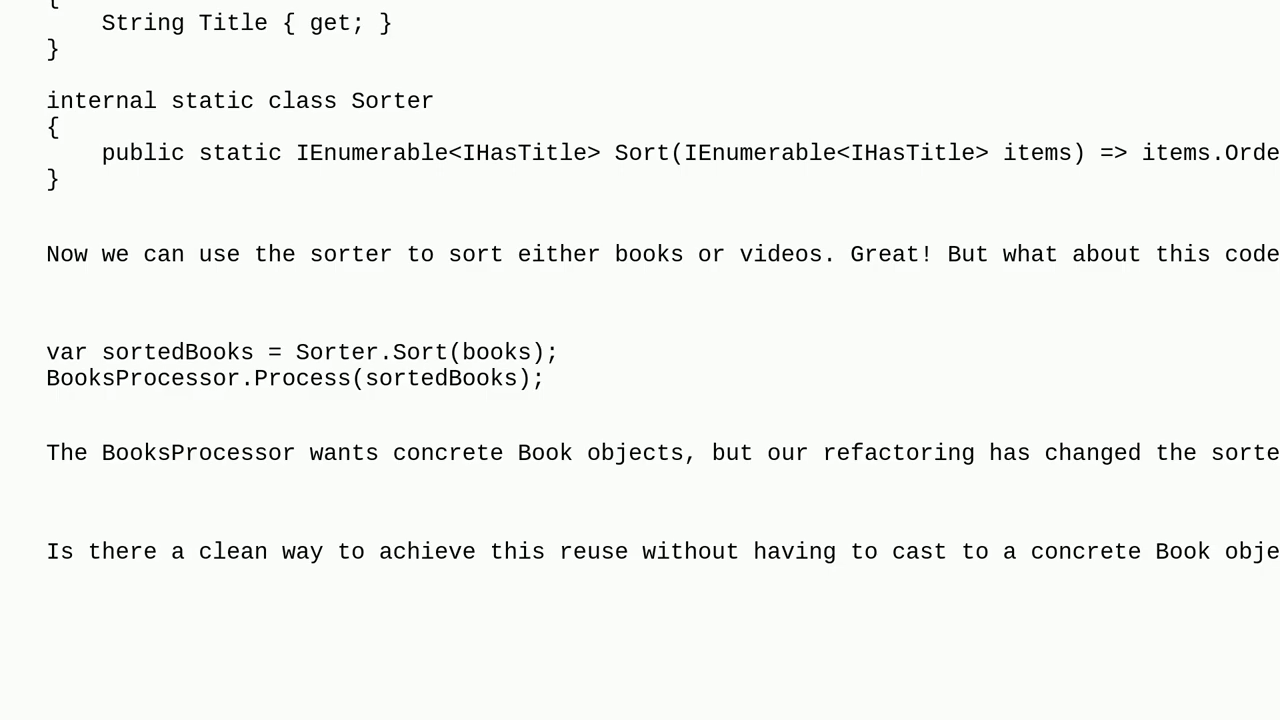 {
    String Title { get; }
}
internal static class Sorter
{
    public static IEnumerable<IHasTitle> Sort(IEnumerable<IHasTitle> items) => items.Orde
}
Now we can use the sorter to sort either books or videos. Great! But what about this code
var sortedBooks = Sorter.Sort(books);
BooksProcessor.Process(sortedBooks);
The BooksProcessor wants concrete Book objects, but our refactoring has changed the sorte
Is there a clean way to achieve this reuse without having to cast to a concrete Book obje